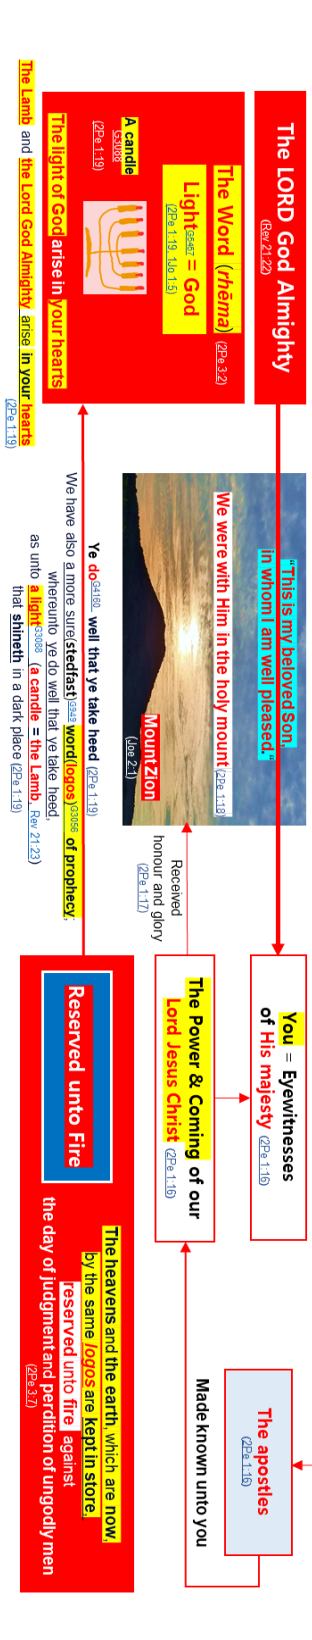 The LORD God Almighty
(Rev 21:22)
"This is my beloved Son,
in whom I am well pleased."
You = Eyewitnesses
of His majesty (2Pe 1:16)
The apostles
(2Pe 1:16)
The Word (rhēma) (2Pe 3:2)
Light G5457 = God
(2Pe 1:19, 1Jo 1:5)
A candle
G3088
(2Pe 1:19)
The light of God arise in your hearts
The Lamb and the Lord God Almighty arise in your hearts
(2Pe 1:19)
We were with Him in the holy mount (2Pe 1:18)
Mount Zion
(Joe 2:1)
Received
honour and glory
(2Pe 1:17)
The Power & Coming of our
Lord Jesus Christ (2Pe 1:16)
Made known unto you
Ye do G4160 well that ye take heed (2Pe 1:19)
We have also a more sure(stedfast)G949 word(logos)G3056 of prophecy;
whereunto ye do well that ye take heed,
as unto a light G3088 (a candle = the Lamb, Rev 21:23)
that shineth in a dark place (2Pe 1:19)
Reserved unto Fire
The heavens and the earth, which are now,
by the same logos are kept in store,
reserved unto fire against
the day of judgment and perdition of ungodly men
(2Pe 3:7)